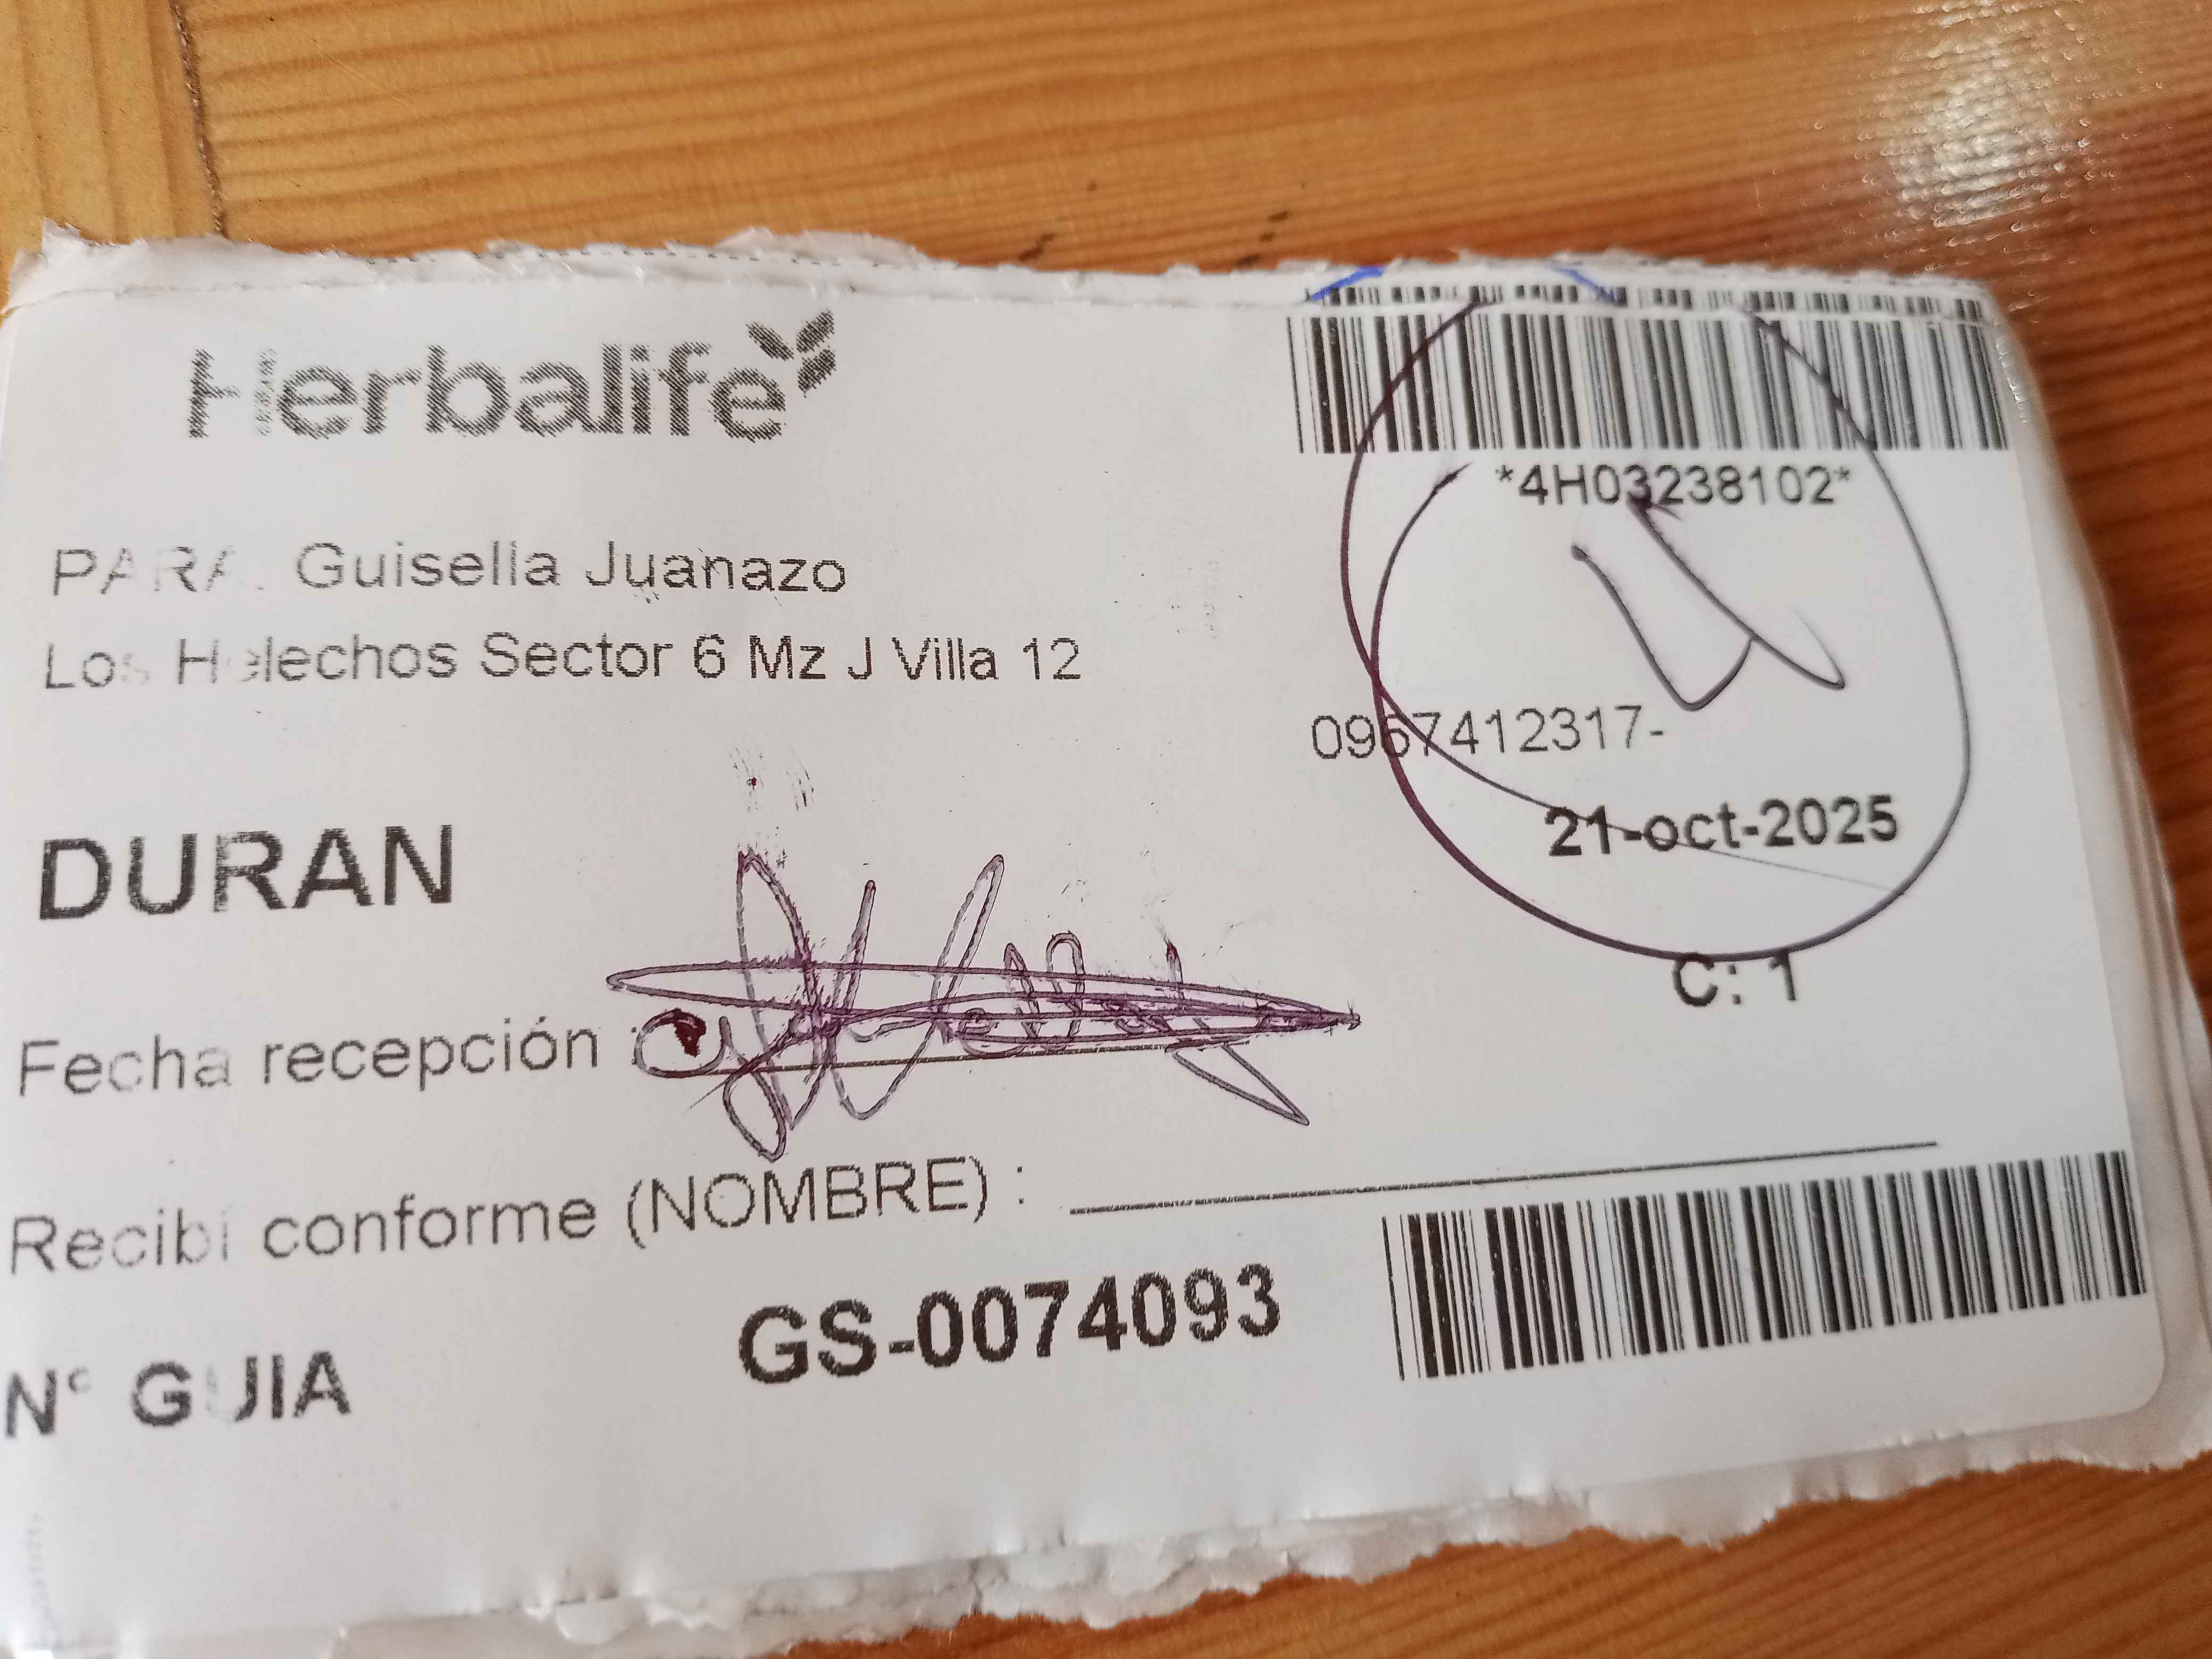 Herbalife
*4H03238102*
PARA: Guisella Juanazo
Los Helechos Sector 6 Mz J Villa 12
0967412317-
DURAN
21-oct-2025
C: 1
Fecha recepción :
Recibí conforme (NOMBRE) :
N° GUIA
GS-0074093